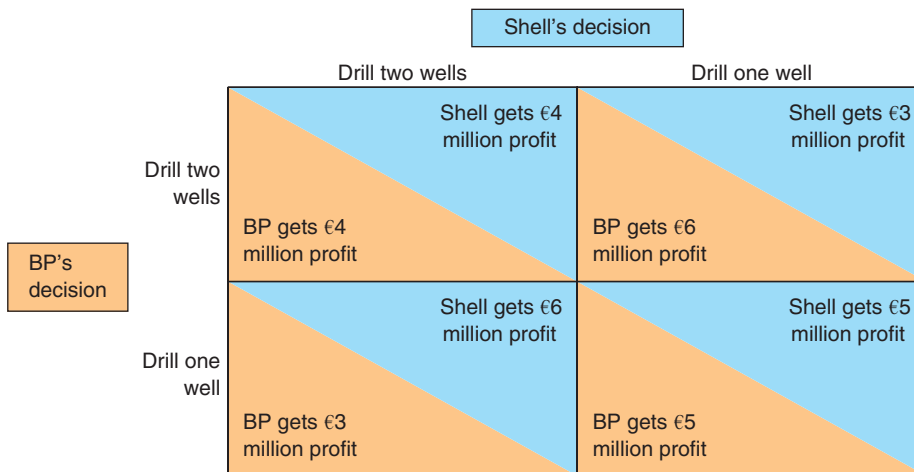 Shell's decision
Drill two wells
Drill one well
Shell gets €4
million profit
Shell gets €3
million profit
Drill two
wells
BP gets €4
million profit
BP gets €6
million profit
BP's
decision
Shell gets €6
million profit
Shell gets €5
million profit
Drill one
well
BP gets €3
million profit
BP gets €5
million profit